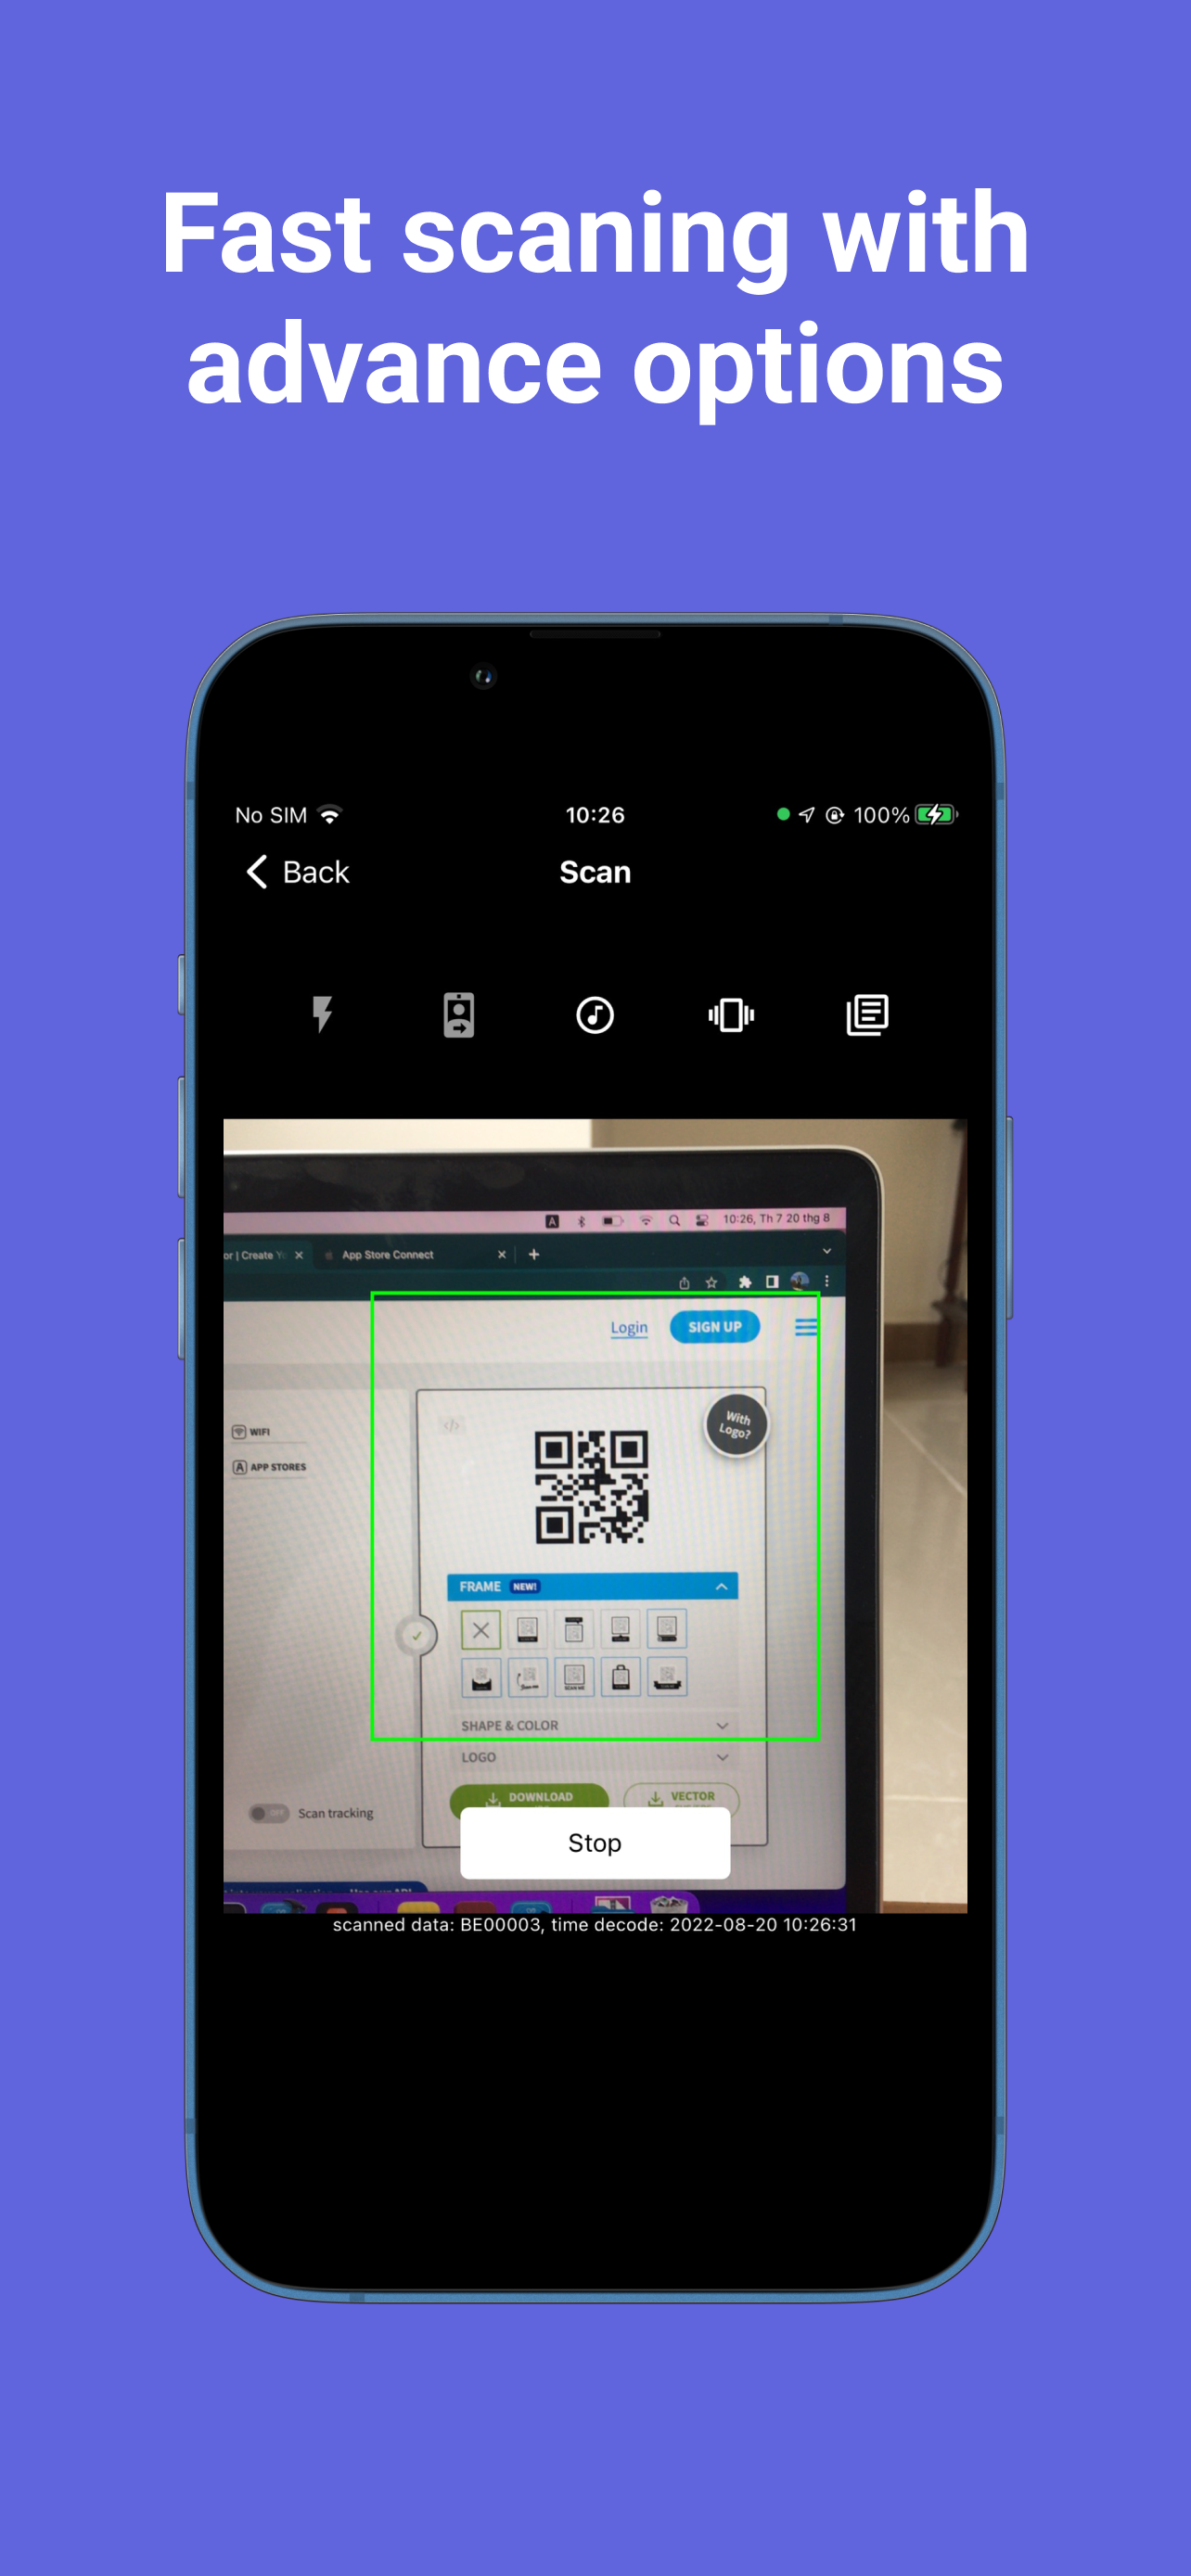 Fast scaning with
advance options
No SIM 10:26 100%
Back Scan
10:26, Th 7 20 thg 8
or | Create App Store Connect
Login SIGN UP
With
Logo?
WIFI
APP STORES
FRAME NEW!
SHAPE & COLOR
LOGO
DOWNLOAD VECTOR
OFF Scan tracking
Stop
scanned data: BE00003, time decode: 2022-08-20 10:26:31